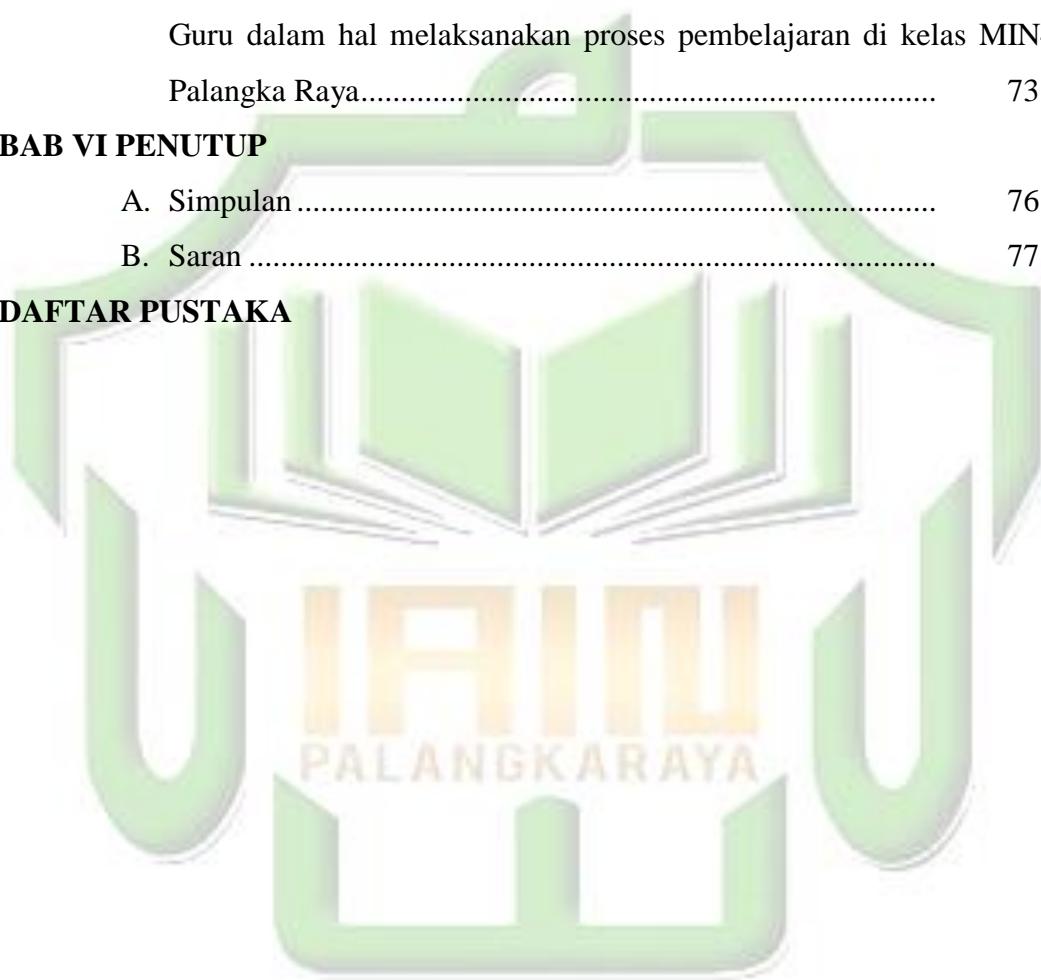 Guru dalam hal melaksanakan proses pembelajaran di kelas MIN
Palangka Raya........................................................................ 73
BAB VI PENUTUP
A. Simpulan ................................................................................ 76
B. Saran ...................................................................................... 77
DAFTAR PUSTAKA
IAIN
PALANGKARAYA